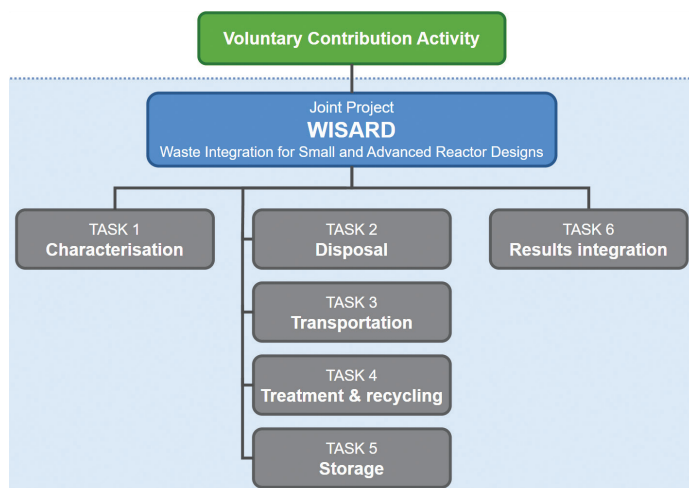 Voluntary Contribution Activity
Joint Project
WISARD
Waste Integration for Small and Advanced Reactor Designs
TASK 1
Characterisation
TASK 2
Disposal
TASK 3
Transportation
TASK 4
Treatment & recycling
TASK 5
Storage
TASK 6
Results integration